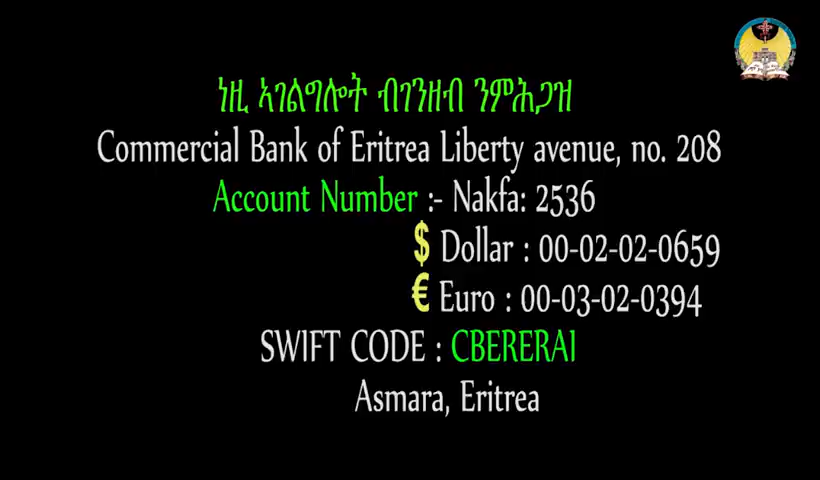 ነዚ ኣገልግሎት ብገንዘብ ንምሕጋዝ
Commercial Bank of Eritrea Liberty avenue, no. 208
Account Number :- Nakfa: 2536
$ Dollar : 00-02-02-0659
€ Euro : 00-03-02-0394
SWIFT CODE : CBERERAI
Asmara, Eritrea